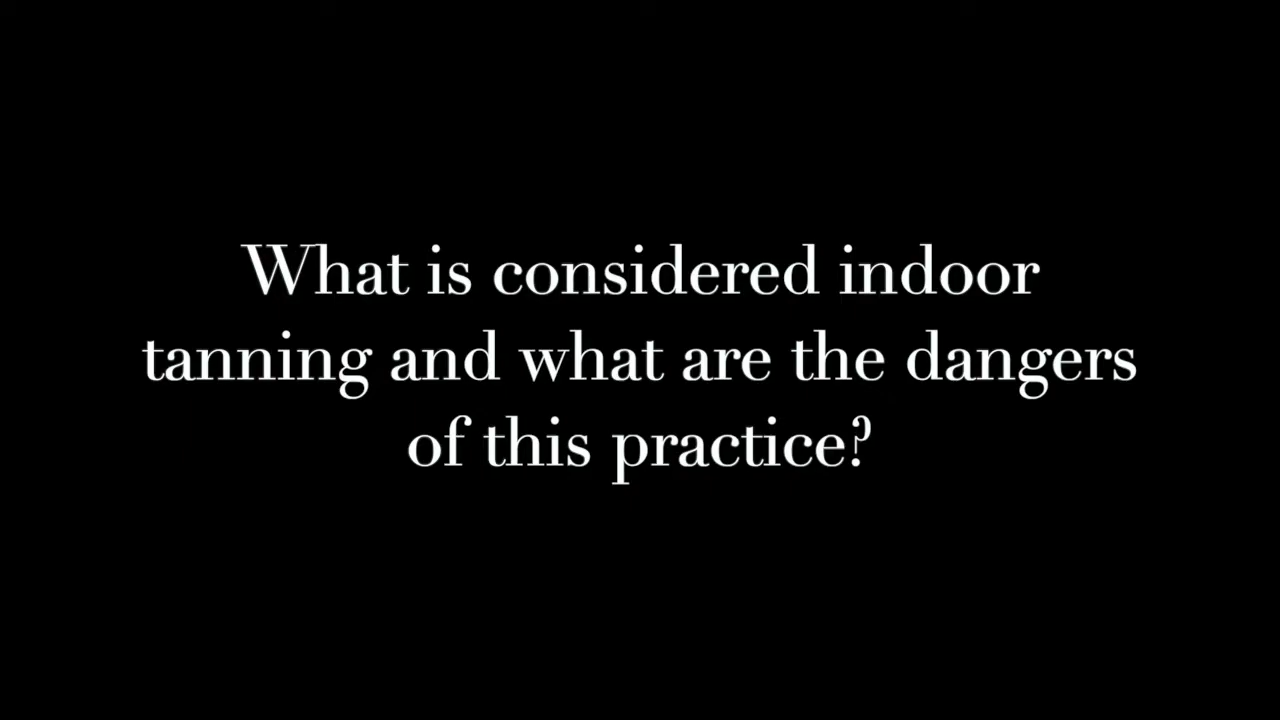 What is considered indoor
tanning and what are the dangers
of this practice?